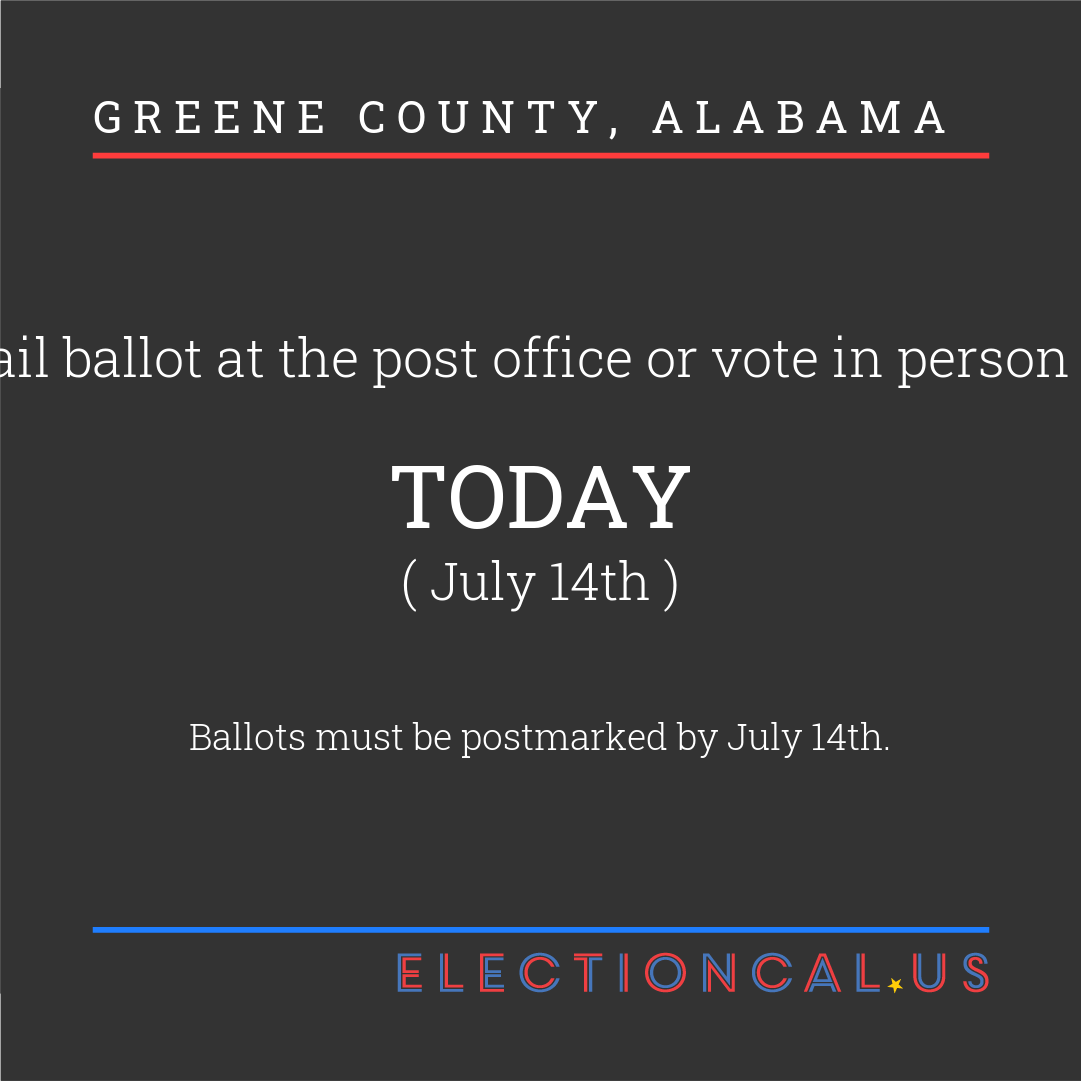 GREENE COUNTY, ALABAMA
ail ballot at the post office or vote in person
TODAY
( July 14th )
Ballots must be postmarked by July 14th.
ELECTIONCAL.US